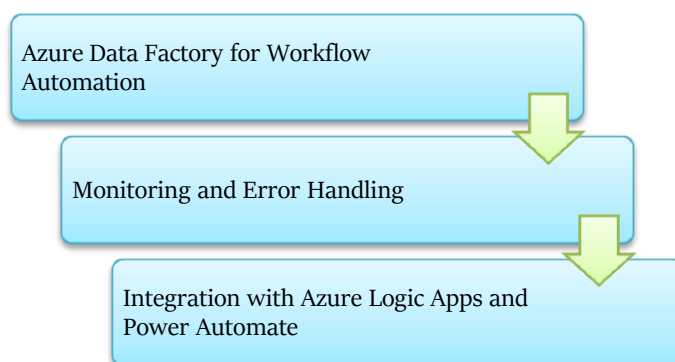 Azure Data Factory for Workflow
Automation
Monitoring and Error Handling
Integration with Azure Logic Apps and
Power Automate